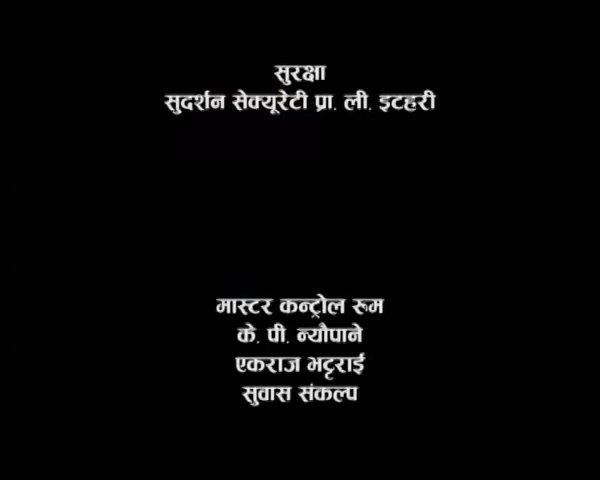 सुरक्षा
सुदर्शन सेक्यूरेटी प्रा. ली. इटहरी
मास्टर कन्ट्रोल रूम
के. पी. न्यौपाने
एकराज भट्टराई
सुवास संकल्प